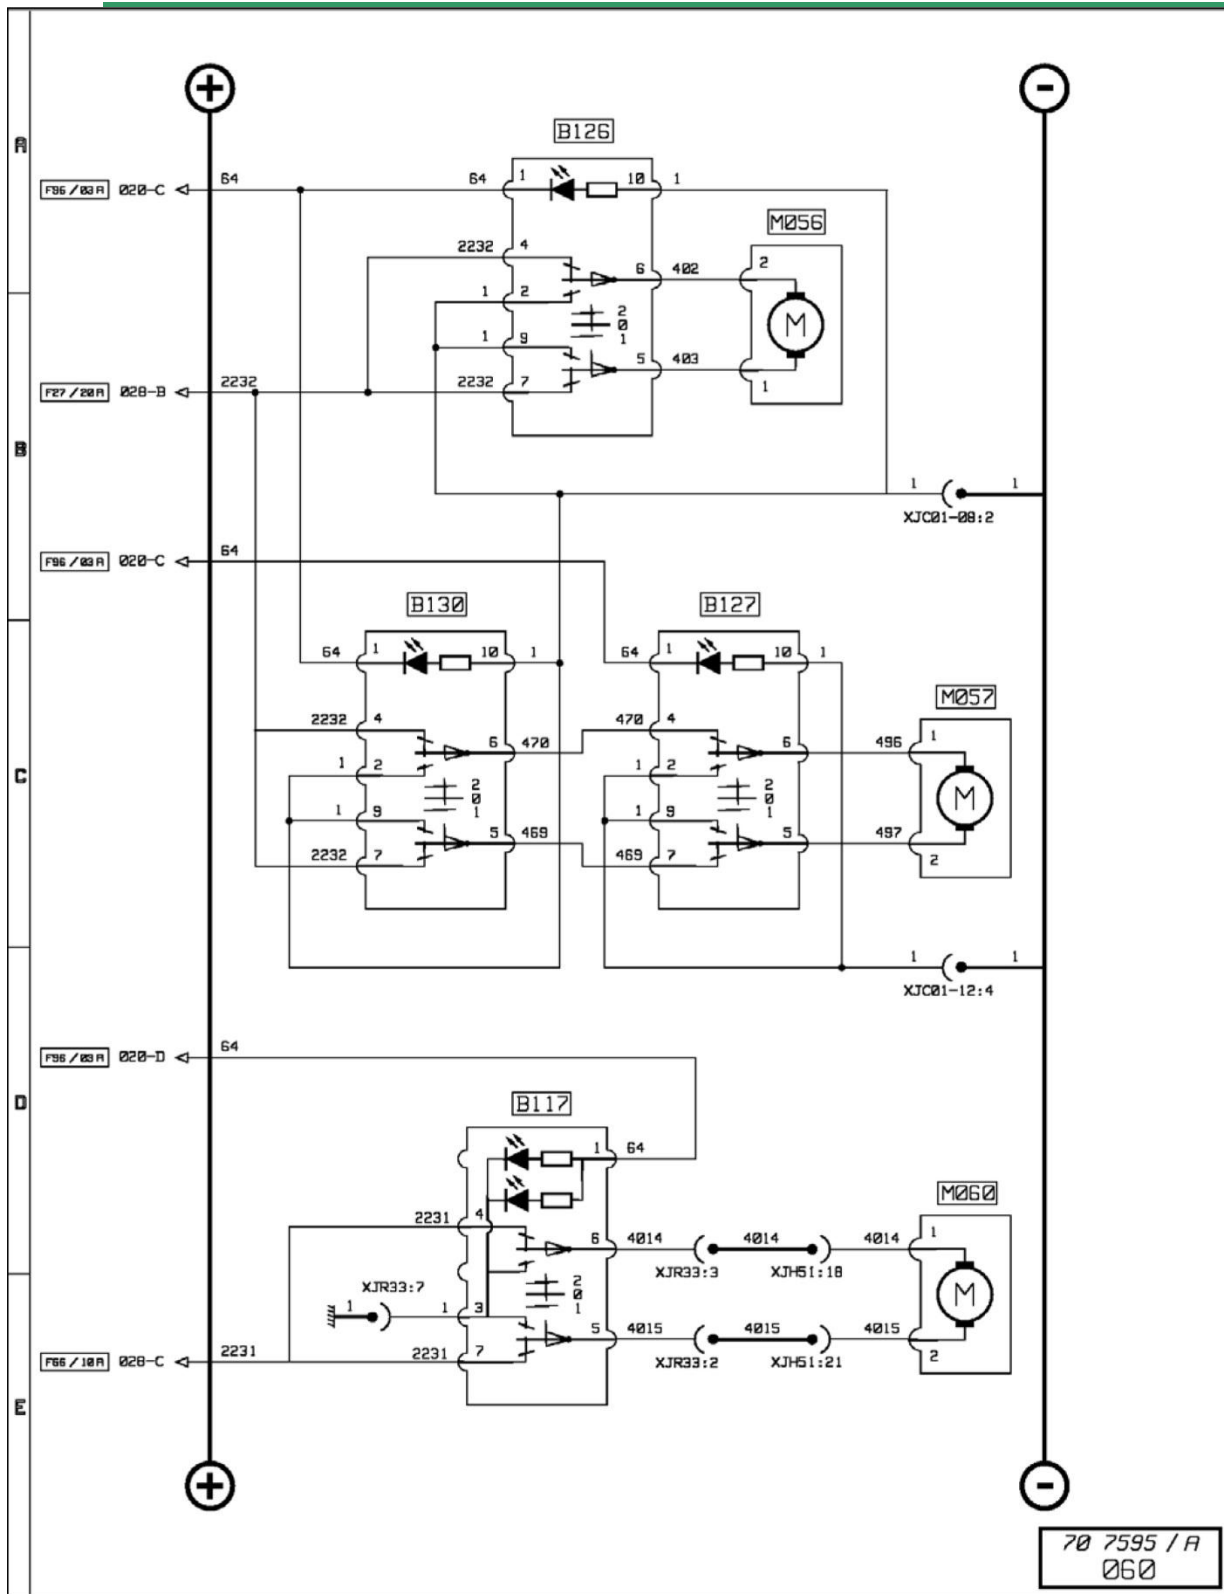 +
-
B126
A
F96/03A 020-C 64 64 1 10 1
M056
2232 4 6 402 2
1 2 2
0 M
1 9 1
5 403
F27/20A 028-B 2232 2232 7 1
B
1 1
XJC01-08:2
F96/03A 020-C 64
B130 B127
64 1 10 1 64 1 10 1
M057
2232 4 6 470 470 4 6 496 1
1 2 1 2
C 2 2 M
0 0
1 9 1 1 9 1
5 469 5 497
2232 7 469 7 2
1 1
XJC01-12:4
F96/03A 020-D 64
D B117
1 64
M060
2231 4 6 4014 4014 4014 1
XJR33:3 XJH51:18
XJR33:7 2
0 M
1 1 3 1
5 4015 4015 4015
F66/10A 028-C 2231 2231 7 XJR33:2 XJH51:21 2
E
+
-
70 7595 / A
060